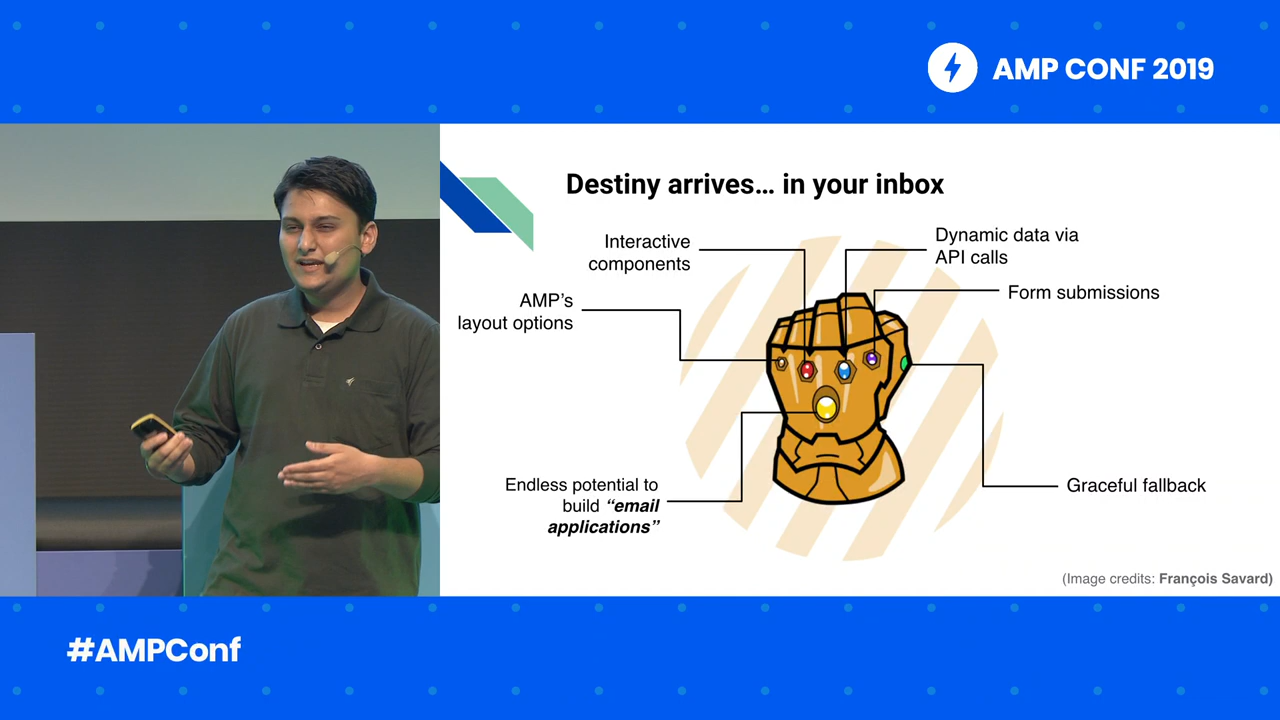 AMP CONF 2019
Destiny arrives… in your inbox
Interactive
components
Dynamic data via
API calls
AMP’s
layout options
Form submissions
Endless potential to
build “email
applications”
Graceful fallback
(Image credits: François Savard)
#AMPConf